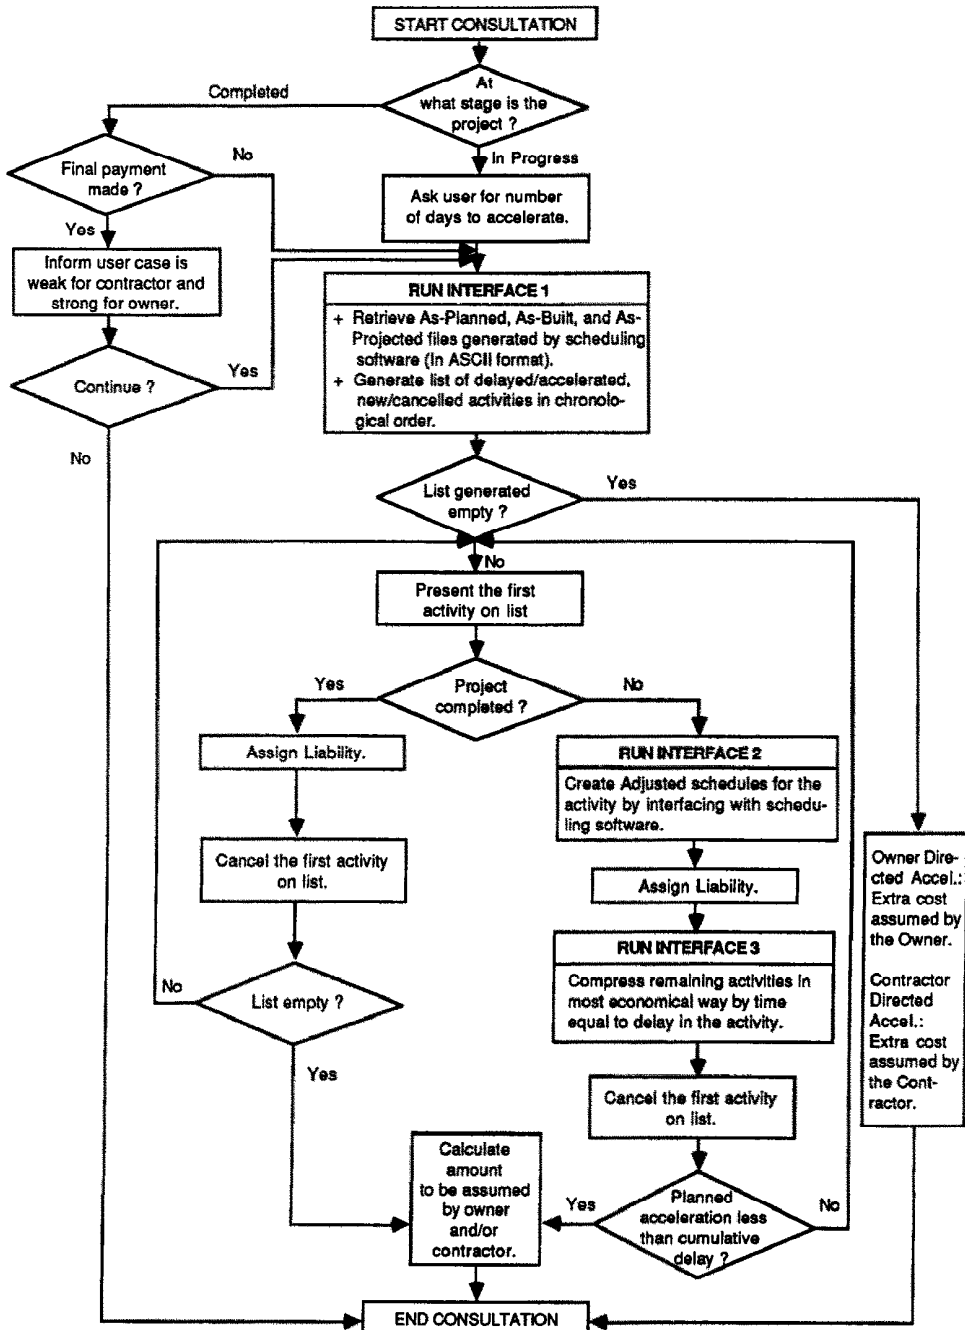 START CONSULTATION
At
what stage is the
project ?
Completed
In Progress
Final payment
made ?
No
Yes
Ask user for number
of days to accelerate.
Inform user case is
weak for contractor and
strong for owner.
Continue ?
Yes
No
RUN INTERFACE 1
+ Retrieve As-Planned, As-Built, and As-
Projected files generated by scheduling
software (In ASCII format).
+ Generate list of delayed/accelerated,
new/cancelled activities in chronolo-
gical order.
List generated
empty ?
Yes
No
Present the first
activity on list
Project
completed ?
Yes
No
Assign Liability.
Cancel the first activity
on list.
List empty ?
No
Yes
RUN INTERFACE 2
Create Adjusted schedules for the
activity by interfacing with schedu-
ling software.
Assign Liability.
RUN INTERFACE 3
Compress remaining activities in
most economical way by time
equal to delay in the activity.
Cancel the first activity
on list.
Planned
acceleration less
than cumulative
delay ?
Yes
No
Owner Dire-
cted Accel.:
Extra cost
assumed by
the Owner.
Contractor
Directed
Accel.:
Extra cost
assumed by
the Cont-
ractor.
Calculate
amount
to be assumed
by owner
and/or
contractor.
END CONSULTATION